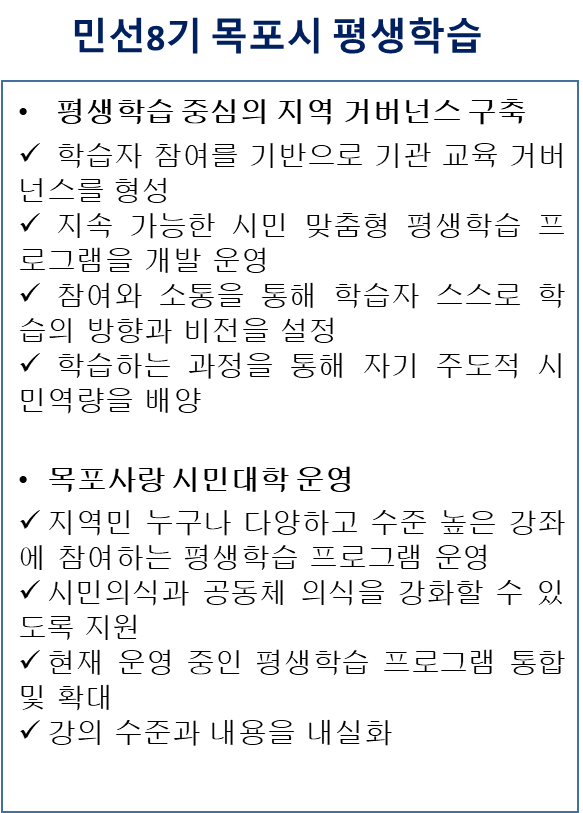 민선8기 목포시 평생학습
• 평생학습 중심의 지역 거버넌스 구축
✓ 학습자 참여를 기반으로 기관 교육 거버
넌스를 형성
✓ 지속 가능한 시민 맞춤형 평생학습 프
로그램을 개발 운영
✓ 참여와 소통을 통해 학습자 스스로 학
습의 방향과 비전을 설정
✓ 학습하는 과정을 통해 자기 주도적 시
민역량을 배양
• 목포사랑 시민대학 운영
✓ 지역민 누구나 다양하고 수준 높은 강좌
에 참여하는 평생학습 프로그램 운영
✓ 시민의식과 공동체 의식을 강화할 수 있
도록 지원
✓ 현재 운영 중인 평생학습 프로그램 통합
및 확대
✓ 강의 수준과 내용을 내실화